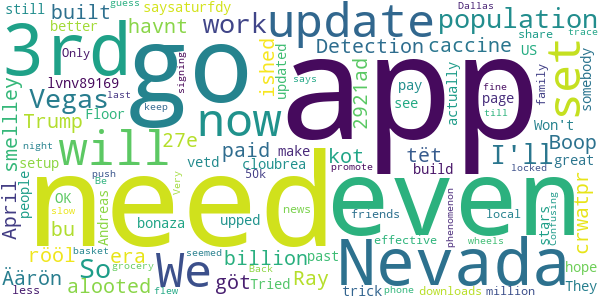 still
guess
built
saysaturfdy
better
3rd
go
app
work
havnt
update
population
Dallas
Detection
caccine
share
US
trace
Only
lvnv89169
signing
last
ished
updated
2921ad
pay
see
page
actually
family
fine
set
somebody
keep
says
till
smellley
Vegas
now
Trump
Floor
27e
vetd
paid
cloubrea
make
kot
tët
I'll
Won't
Boop
great
April
will
setup
night
people
push
50k
build
locked
promote
crwatpr
need
even
Very
OK
slow
bu
Be
Andreas
bonaza
upped
news
friends
effective
local
phenomenon
stars
Confusing
hope
rööl
era
göt
billion
past
wheels
They
So
Aärön
alooted
We
Ray
Tried
trick
Nevada
less
basket
grocery
seemed
Back
flew
phone
downloads
million